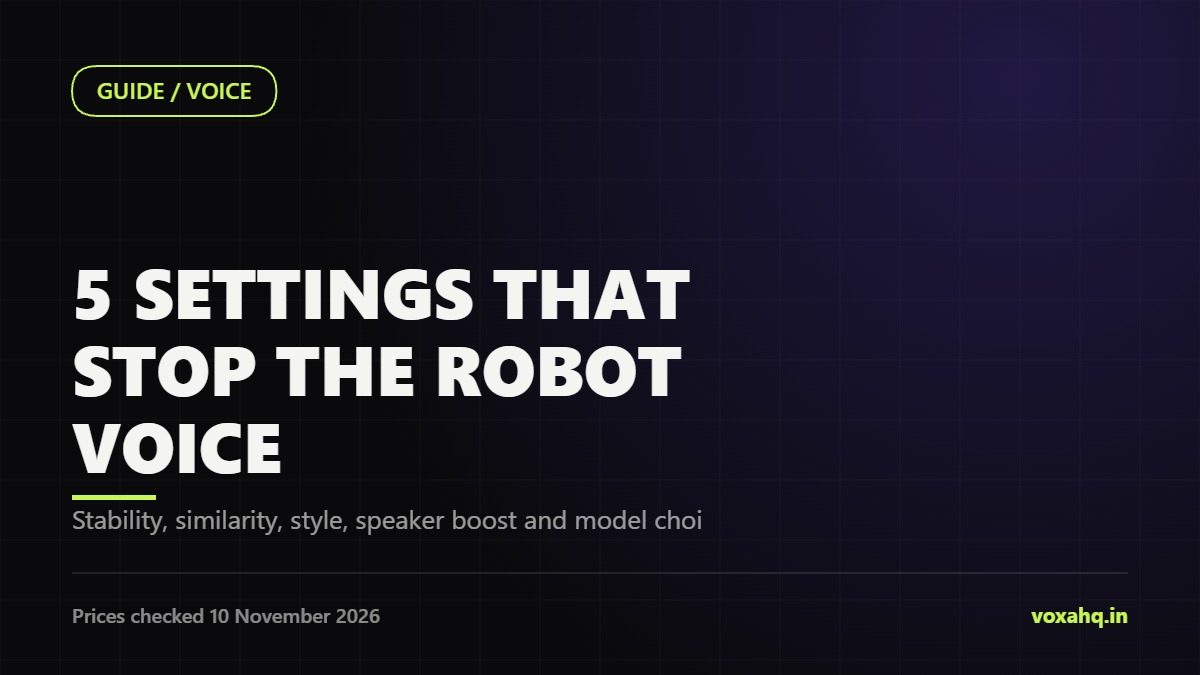 GUIDE / VOICE
5 SETTINGS THAT
STOP THE ROBOT
VOICE
Stability, similarity, style, speaker boost and model choi
Prices checked 10 November 2026
voxahq.in